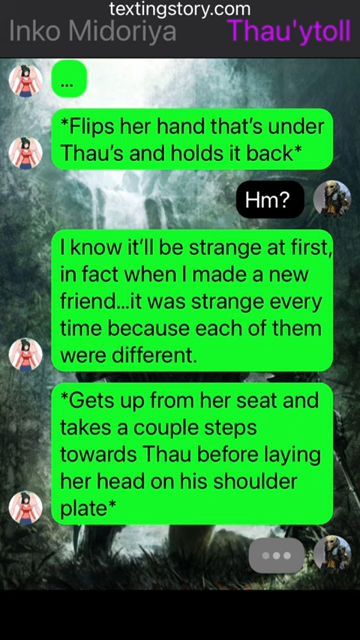 textingstory.com
Inko Midoriya Thau'ytoll
...
*Flips her hand that's under
Thau's and holds it back*
Hm?
I know it'll be strange at first,
in fact when I made a new
friend...it was strange every
time because each of them
were different.
*Gets up from her seat and
takes a couple steps
towards Thau before laying
her head on his shoulder
plate*